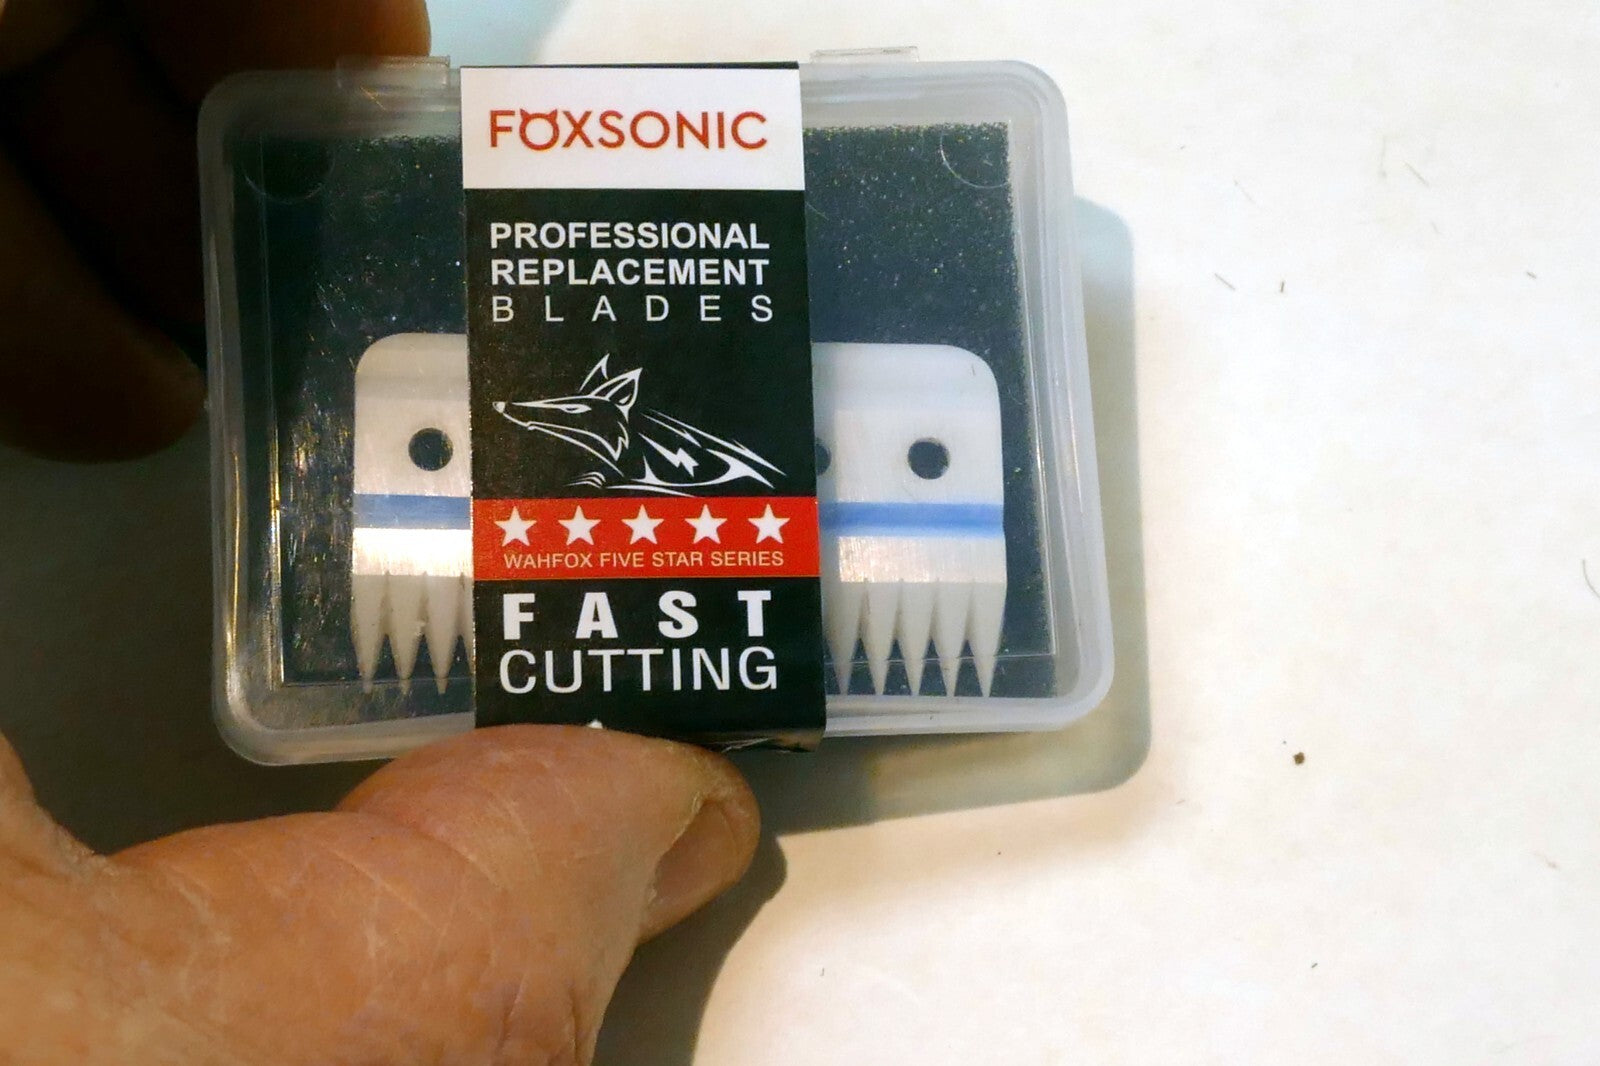 FOXSONIC
PROFESSIONAL
REPLACEMENT
BLADES
WAHFOX FIVE STAR SERIES
FAST
CUTTING